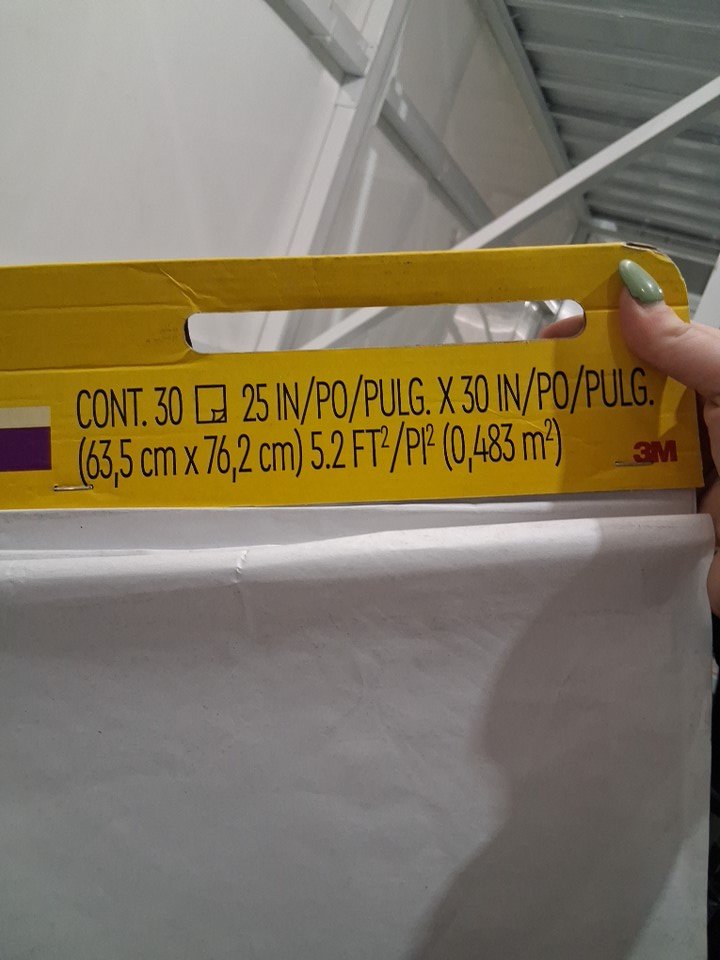 CONT. 30 25 IN/PO/PULG. X 30 IN/PO/PULG.
(63,5 cm x 76,2 cm) 5.2 FT²/PI² (0,483 m²)
3M